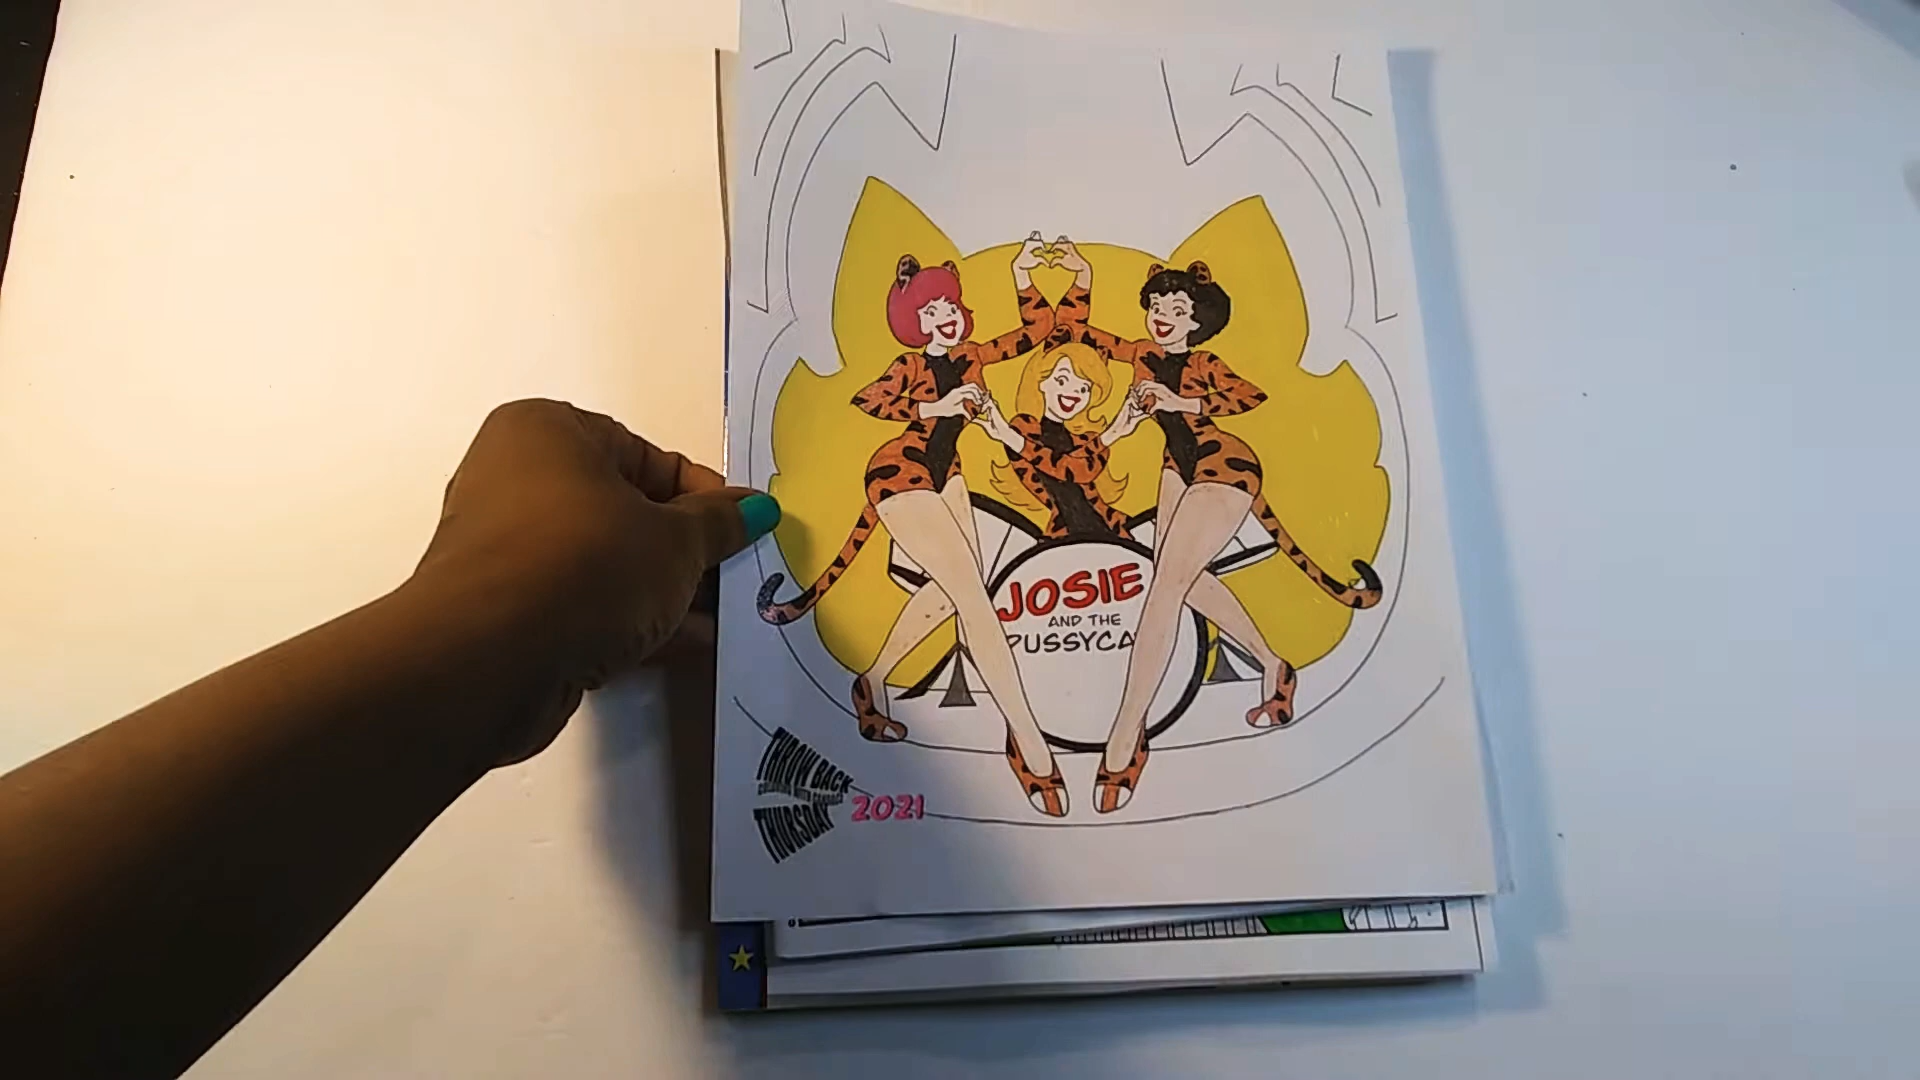 JOSIE
AND THE
PUSSYCA
THROW BACK
THURSDAY
2021